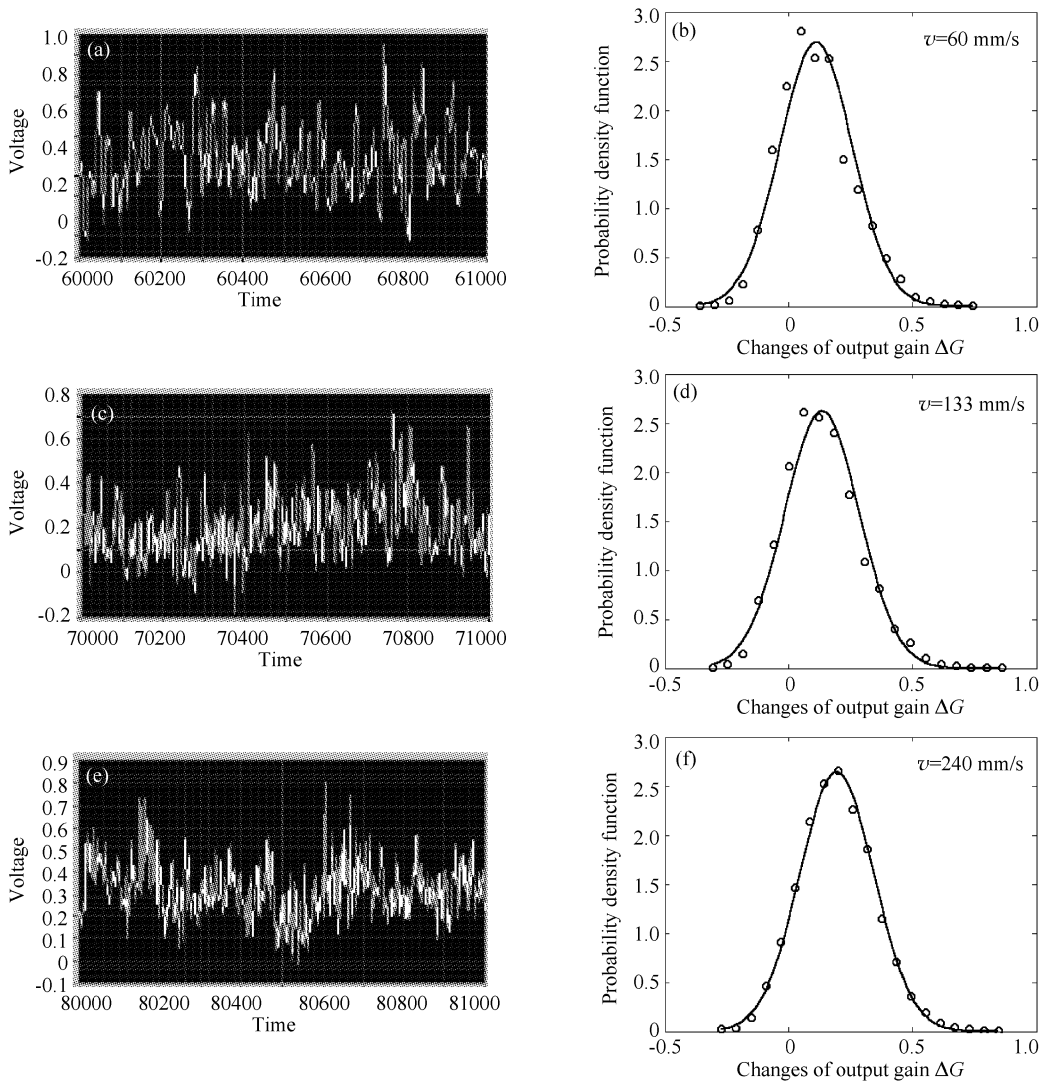 (a)
1.0
0.8
0.6
0.4
0.2
0
-0.2
Voltage
60000 60200 60400 60600 60800 61000
Time
(b)
v=60 mm/s
3.0
2.5
2.0
1.5
1.0
0.5
0
Probability density function
-0.5 0 0.5 1.0
Changes of output gain ΔG
(c)
0.8
0.6
0.4
0.2
0
-0.2
Voltage
70000 70200 70400 70600 70800 71000
Time
(d)
v=133 mm/s
3.0
2.5
2.0
1.5
1.0
0.5
0
Probability density function
-0.5 0 0.5 1.0
Changes of output gain ΔG
(e)
0.9
0.7
0.6
0.5
0.4
0.3
0.2
0.1
0
-0.1
Voltage
80000 80200 80400 80600 80800 81000
Time
(f)
v=240 mm/s
3.0
2.5
2.0
1.5
1.0
0.5
0
Probability density function
-0.5 0 0.5 1.0
Changes of output gain ΔG